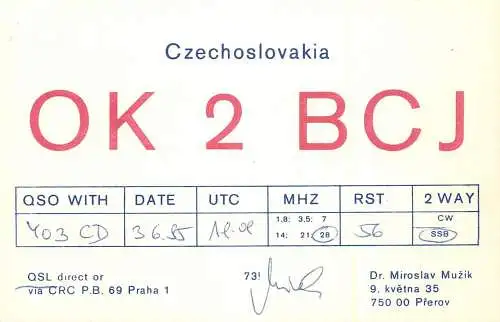 Czechoslovakia
OK 2 BCJ
QSO WITH DATE UTC MHZ RST 2 WAY
1,8; 3,5; 7 CW
YO3 CD 3 6.95 14; 21; 28 56 SSB
QSL direct or 73! Dr. Miroslav Mužik
via CRC P.B. 69 Praha 1 9. května 35
750 00 Přerov